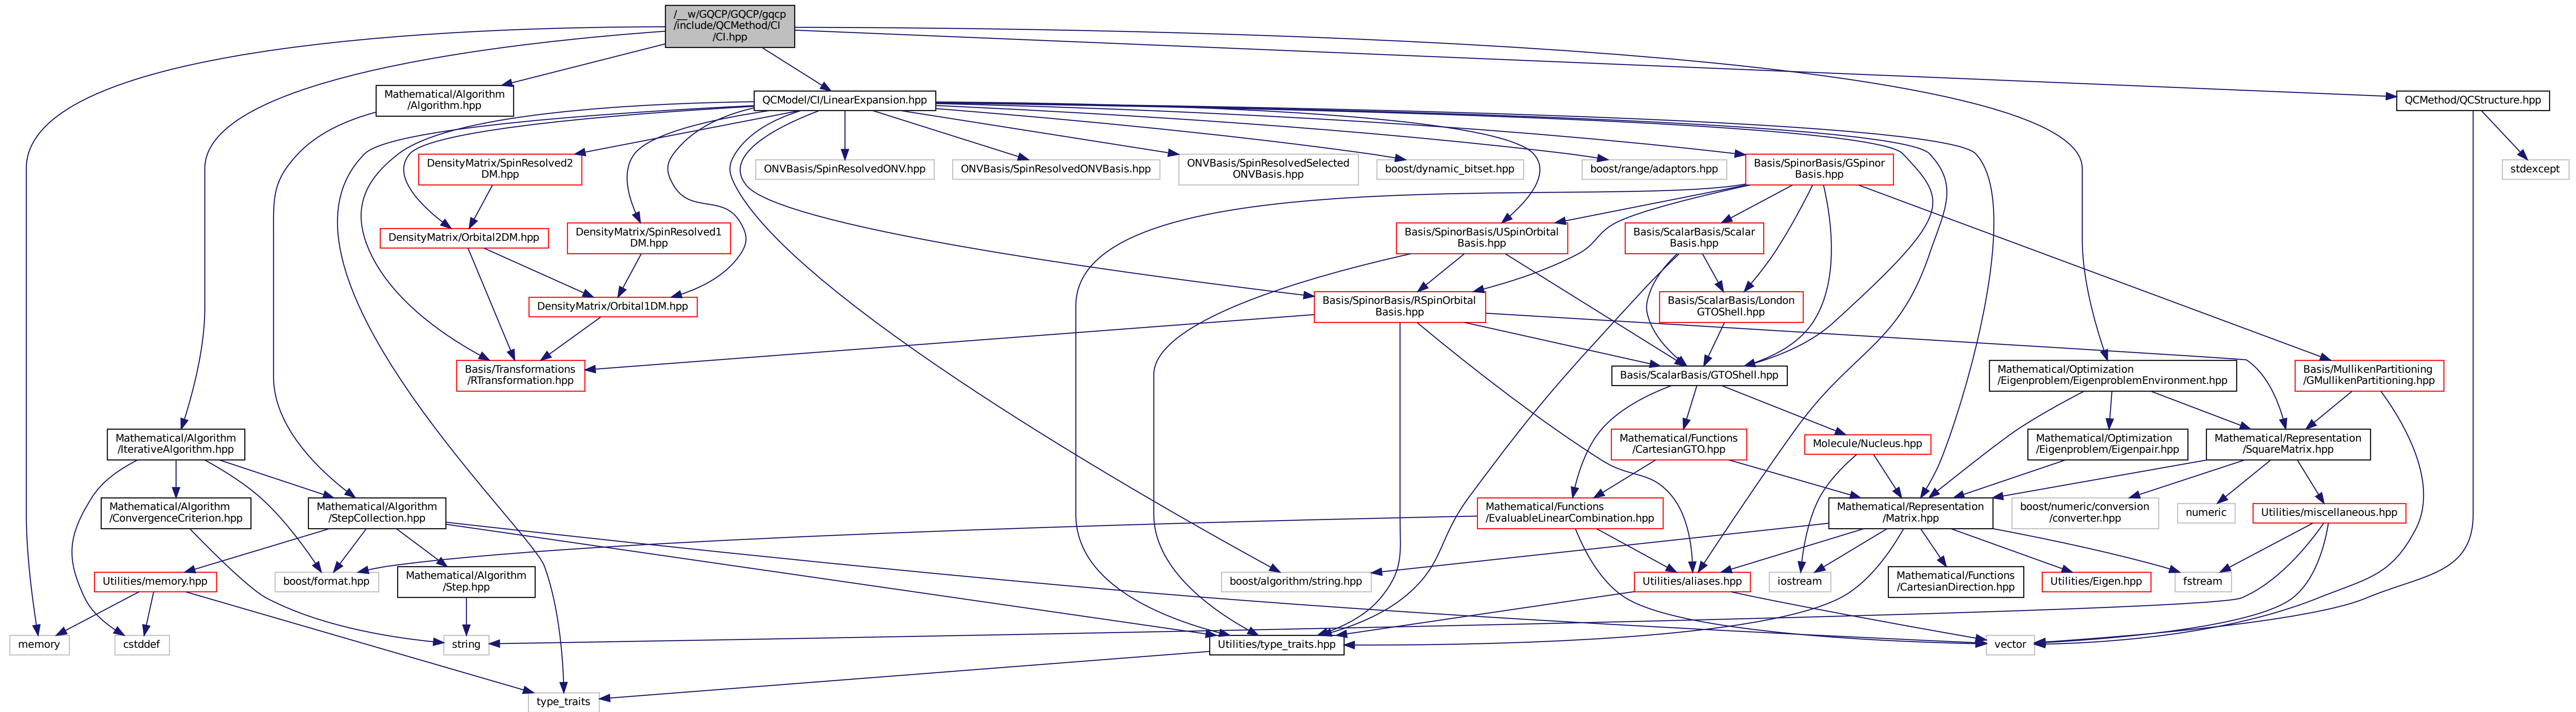 /__w/GQCP/GQCP/gqcp
/include/QCMethod/CI
/CI.hpp
Mathematical/Algorithm
/Algorithm.hpp
QCModel/CI/LinearExpansion.hpp
QCMethod/QCStructure.hpp
DensityMatrix/SpinResolved2
DM.hpp
ONVBasis/SpinResolvedONV.hpp
ONVBasis/SpinResolvedONVBasis.hpp
ONVBasis/SpinResolvedSelected
ONVBasis.hpp
boost/dynamic_bitset.hpp
boost/range/adaptors.hpp
Basis/SpinorBasis/GSpinor
Basis.hpp
stdexcept
DensityMatrix/Orbital2DM.hpp
DensityMatrix/SpinResolved1
DM.hpp
Basis/SpinorBasis/USpinOrbital
Basis.hpp
Basis/ScalarBasis/Scalar
Basis.hpp
DensityMatrix/Orbital1DM.hpp
Basis/SpinorBasis/RSpinOrbital
Basis.hpp
Basis/ScalarBasis/London
GTOShell.hpp
Basis/Transformations
/RTransformation.hpp
Basis/ScalarBasis/GTOShell.hpp
Mathematical/Optimization
/Eigenproblem/EigenproblemEnvironment.hpp
Basis/MullikenPartitioning
/GMullikenPartitioning.hpp
Mathematical/Algorithm
/IterativeAlgorithm.hpp
Mathematical/Functions
/CartesianGTO.hpp
Molecule/Nucleus.hpp
Mathematical/Optimization
/Eigenproblem/Eigenpair.hpp
Mathematical/Representation
/SquareMatrix.hpp
Mathematical/Algorithm
/ConvergenceCriterion.hpp
Mathematical/Algorithm
/StepCollection.hpp
Mathematical/Functions
/EvaluableLinearCombination.hpp
Mathematical/Representation
/Matrix.hpp
boost/numeric/conversion
/converter.hpp
numeric
Utilities/miscellaneous.hpp
Utilities/memory.hpp
boost/format.hpp
Mathematical/Algorithm
/Step.hpp
boost/algorithm/string.hpp
Utilities/aliases.hpp
iostream
Mathematical/Functions
/CartesianDirection.hpp
Utilities/Eigen.hpp
fstream
memory
cstddef
string
Utilities/type_traits.hpp
vector
type_traits